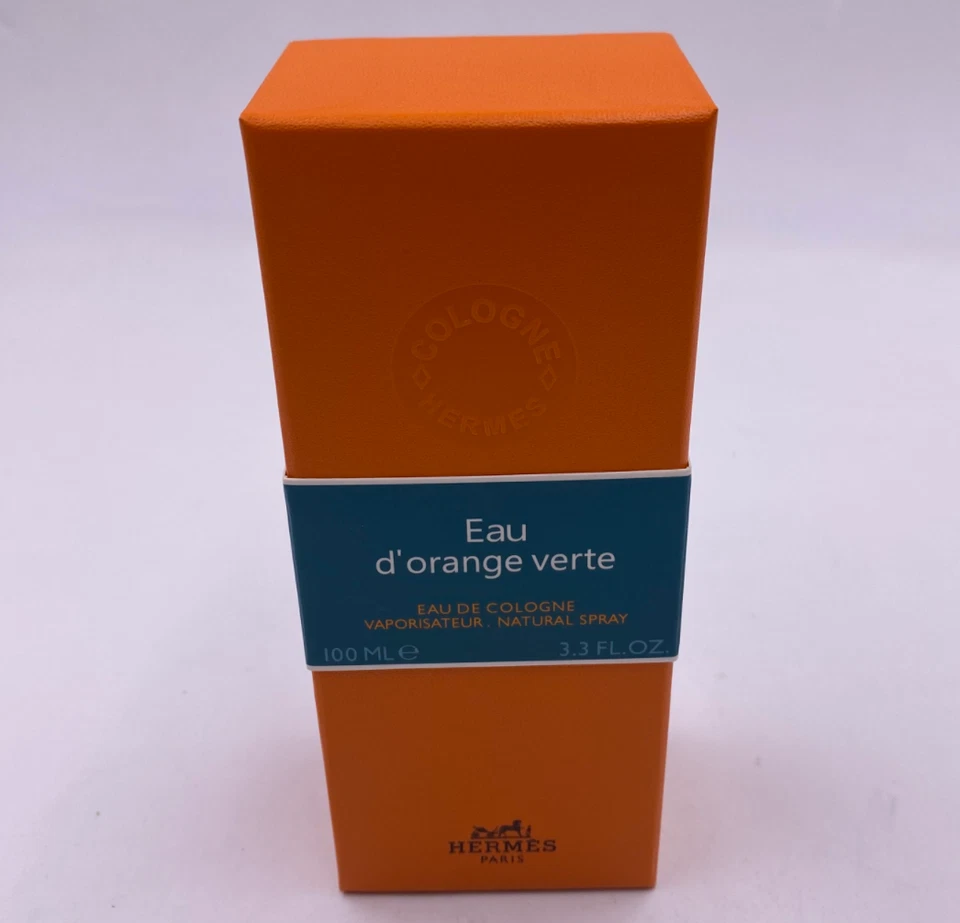 COLOGNE
HERMÈS
Eau
d'orange verte
EAU DE COLOGNE
VAPORISATEUR . NATURAL SPRAY
100 ML ℮
3.3 FL.OZ.
HERMÈS
PARIS